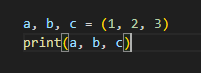 a, b, c = (1, 2, 3)
print(a, b, c)